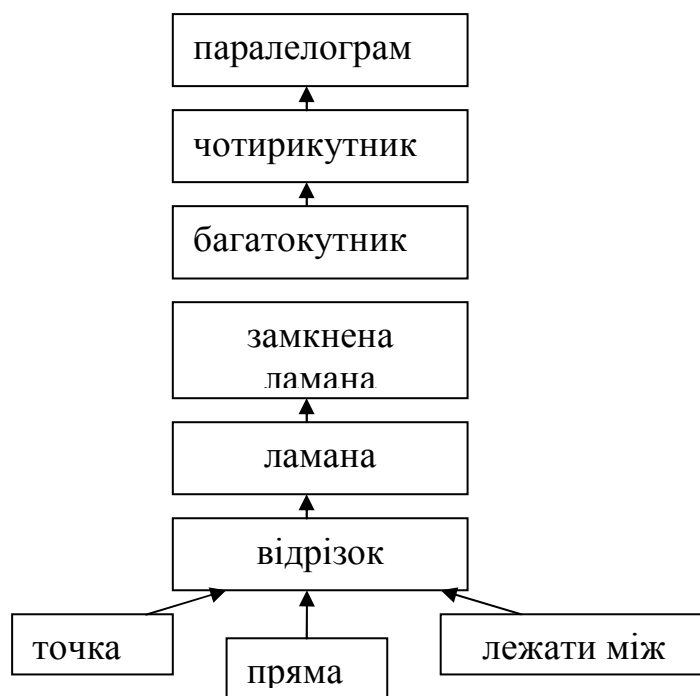 паралелограм
чотирикутник
багатокутник
замкнена
ламана
ламана
відрізок
точка
пряма
лежати між